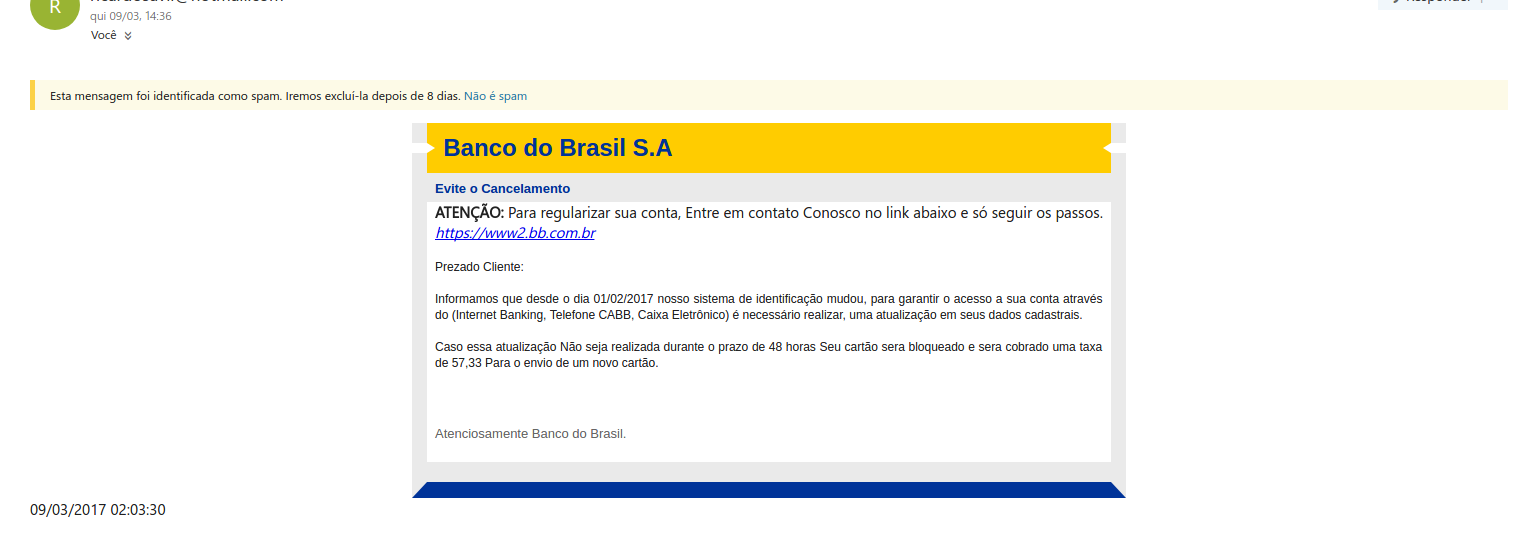 R
qui 09/03, 14:36
Você
Esta mensagem foi identificada como spam. Iremos excluí-la depois de 8 dias. Não é spam
Banco do Brasil S.A
Evite o Cancelamento
ATENÇÃO: Para regularizar sua conta, Entre em contato Conosco no link abaixo e só seguir os passos.
https://www2.bb.com.br
Prezado Cliente:
Informamos que desde o dia 01/02/2017 nosso sistema de identificação mudou, para garantir o acesso a sua conta através
do (Internet Banking, Telefone CABB, Caixa Eletrônico) é necessário realizar, uma atualização em seus dados cadastrais.
Caso essa atualização Não seja realizada durante o prazo de 48 horas Seu cartão sera bloqueado e sera cobrado uma taxa
de 57,33 Para o envio de um novo cartão.
Atenciosamente Banco do Brasil.
09/03/2017 02:03:30